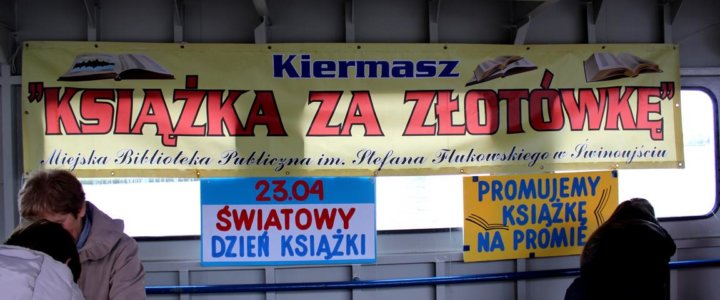 Kiermasz
"KSIĄŻKA ZA ZŁOTÓWKĘ"
Miejska Biblioteka Publiczna im. Stefana Flukowskiego w Świnoujściu
23.04
ŚWIATOWY
DZIEŃ KSIĄŻKI
PROMUJEMY
KSIĄŻKĘ
NA PROMIE